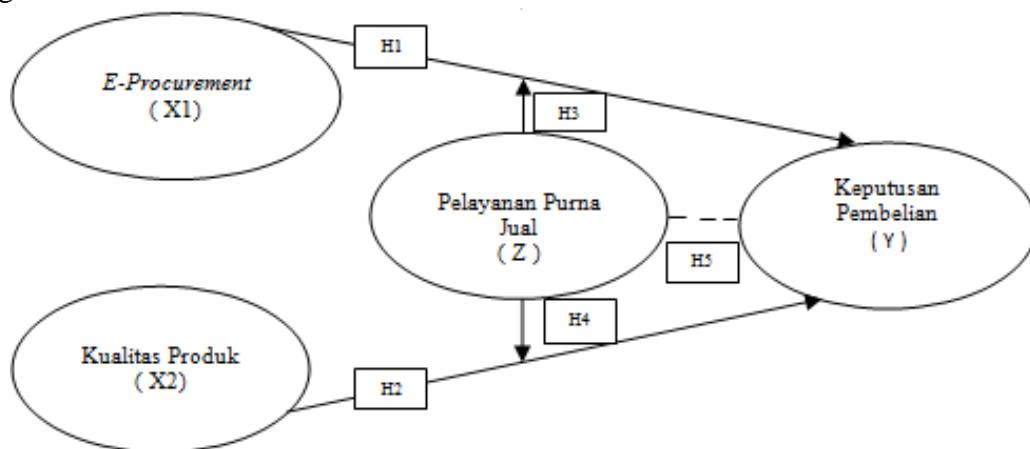 H1
E-Procurement
( X1)
H3
Pelayanan Purna
Jual
( Z )
Keputusan
Pembelian
( Y )
H5
H4
Kualitas Produk
( X2)
H2